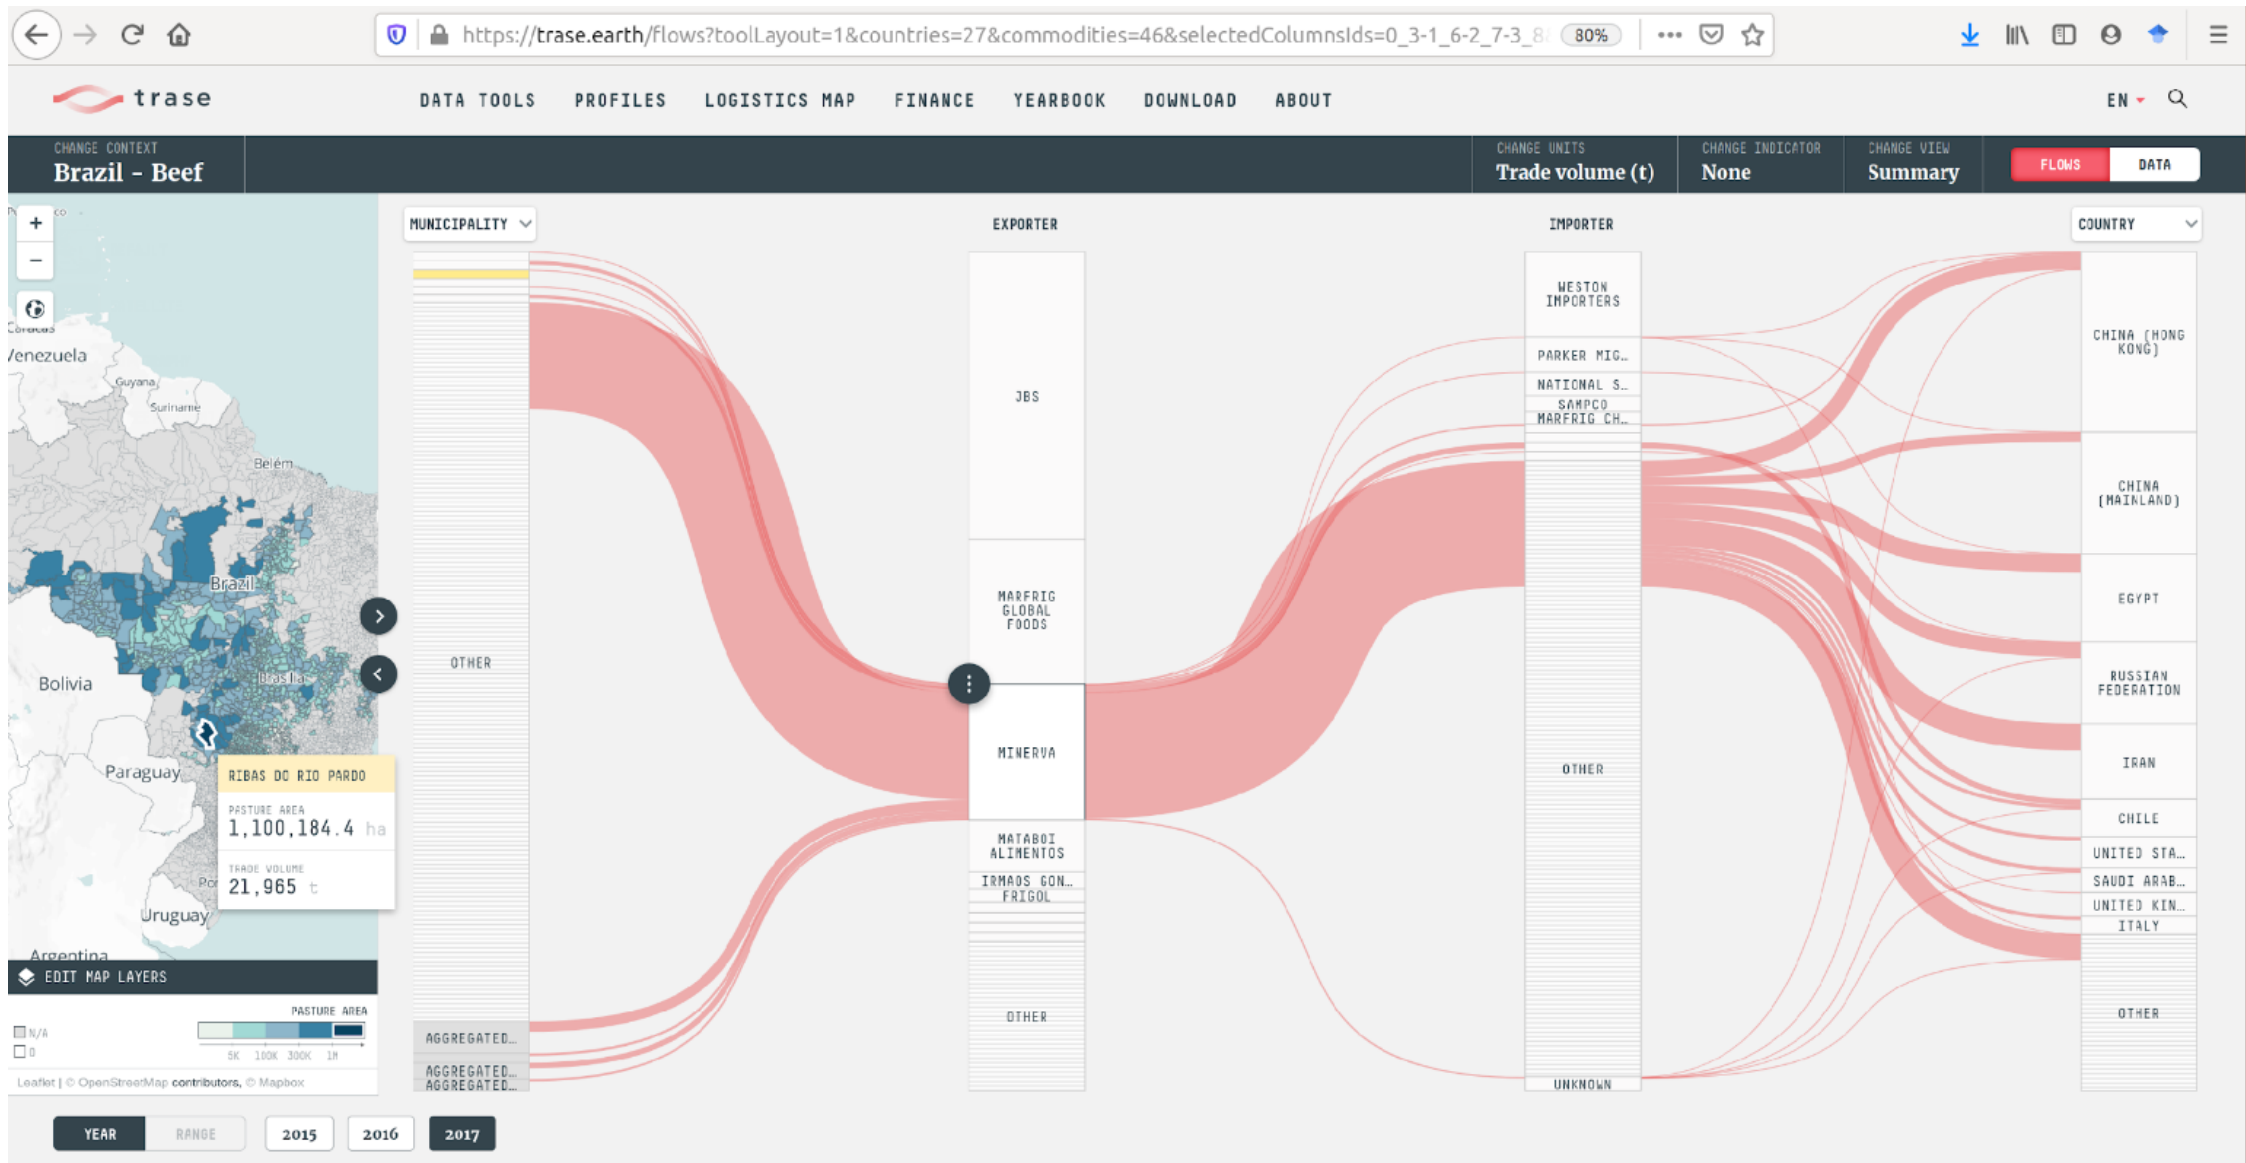 https://trase.earth/flows?toolLayout=1&countries=27&commodities=46&selectedColumnsIds=0_3-1_6-2_7-3_8
80%
trase
DATA TOOLS PROFILES LOGISTICS MAP FINANCE YEARBOOK DOWNLOAD ABOUT
EN
CHANGE CONTEXT
Brazil – Beef
CHANGE UNITS
Trade volume (t)
CHANGE INDICATOR
None
CHANGE VIEW
Summary
FLOWS
DATA
+
−
Caracas
Venezuela
Guyana
Suriname
Belém
Brazil
Brasília
Bolivia
Paraguay
Uruguay
Argentina
RIBAS DO RIO PARDO
PASTURE AREA
1,100,184.4 ha
TRADE VOLUME
21,965 t
EDIT MAP LAYERS
PASTURE AREA
N/A
0
5K 100K 300K 1M
Leaflet | © OpenStreetMap contributors, © Mapbox
MUNICIPALITY
OTHER
AGGREGATED…
AGGREGATED…
AGGREGATED…
EXPORTER
JBS
MARFRIG
GLOBAL
FOODS
MINERVA
MATABOI
ALIMENTOS
IRMAOS GON…
FRIGOL
OTHER
IMPORTER
WESTON
IMPORTERS
PARKER MIG…
NATIONAL S…
SAMPCO
MARFRIG CH…
OTHER
UNKNOWN
COUNTRY
CHINA (HONG
KONG)
CHINA
(MAINLAND)
EGYPT
RUSSIAN
FEDERATION
IRAN
CHILE
UNITED STA…
SAUDI ARAB…
UNITED KIN…
ITALY
OTHER
YEAR
RANGE
2015
2016
2017